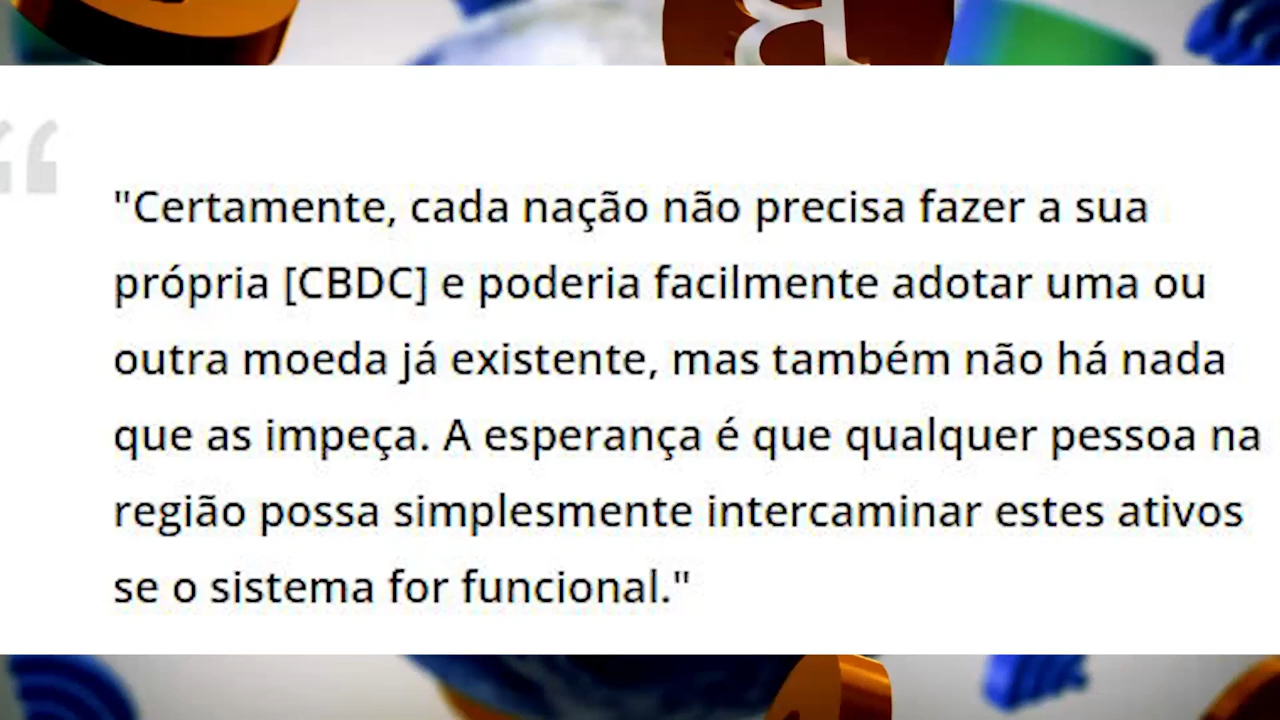 "Certamente, cada nação não precisa fazer a sua
própria [CBDC] e poderia facilmente adotar uma ou
outra moeda já existente, mas também não há nada
que as impeça. A esperança é que qualquer pessoa na
região possa simplesmente intercaminar estes ativos
se o sistema for funcional."